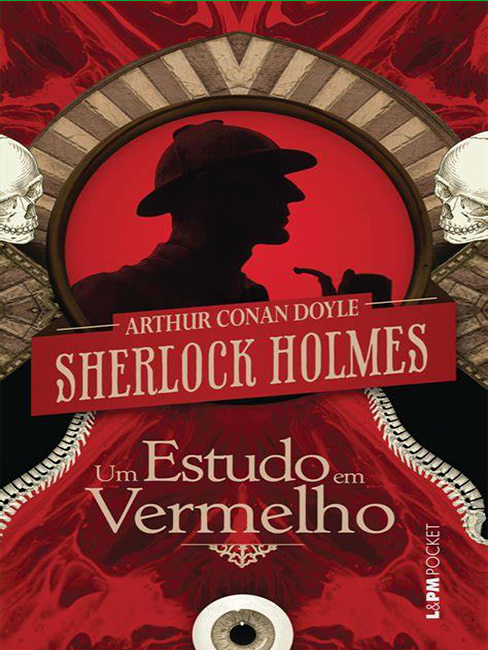 ARTHUR CONAN DOYLE
SHERLOCK HOLMES
Um Estudo em
Vermelho
L&PM POCKET